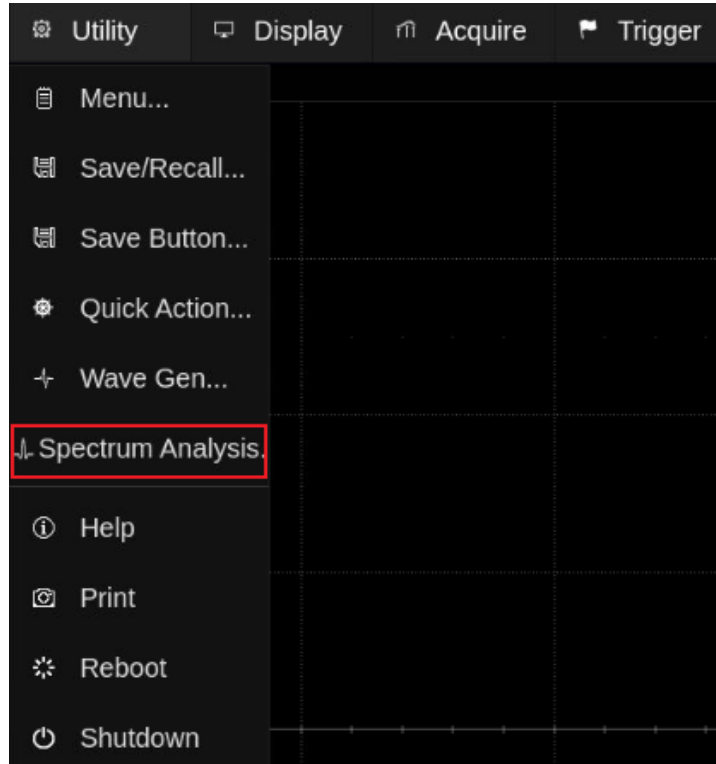 Utility Display Acquire Trigger
Menu...
Save/Recall...
Save Button...
Quick Action...
Wave Gen...
Spectrum Analysis.
Help
Print
Reboot
Shutdown